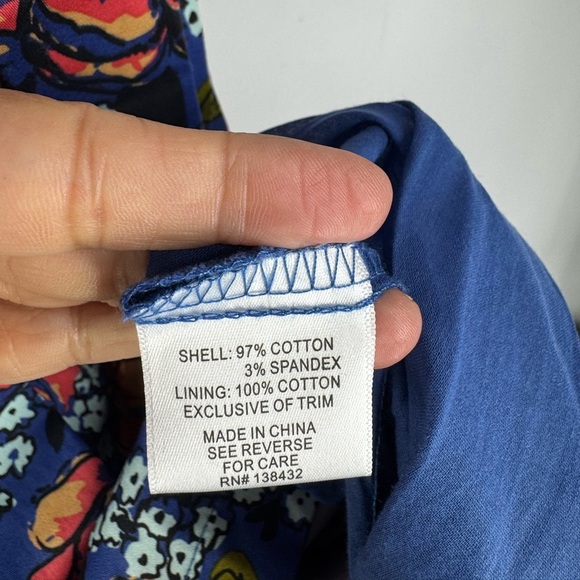 SHELL: 97% COTTON
3% SPANDEX
LINING: 100% COTTON
EXCLUSIVE OF TRIM
MADE IN CHINA
SEE REVERSE
FOR CARE
RN# 138432